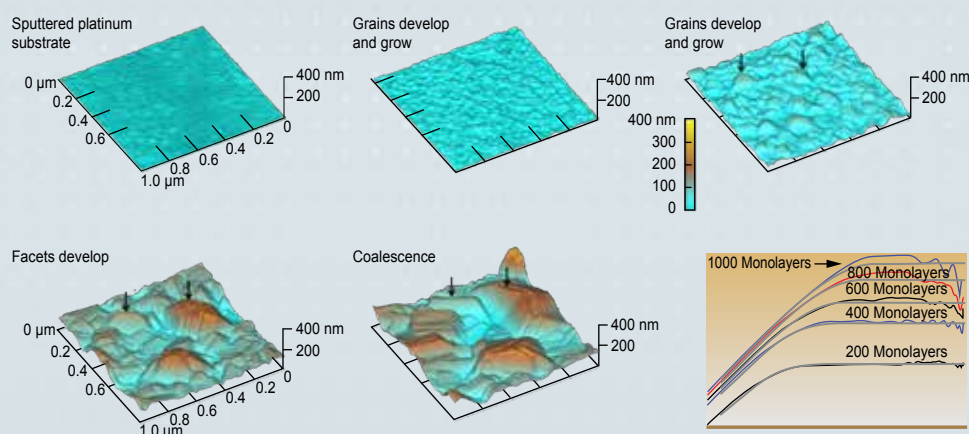 Sputtered platinum
substrate
0 µm
0.2
0.4
0.6
1.0 µm
0.8
0.6
0.4
0.2
0
400 nm
200
Grains develop
and grow
400 nm
200
Grains develop
and grow
400 nm
200
400 nm
300
200
100
0
Facets develop
0 µm
0.2
0.4
0.6
1.0 µm
0.8
0.6
0.4
0.2
0
400 nm
200
Coalescence
400 nm
200
1000 Monolayers
800 Monolayers
600 Monolayers
400 Monolayers
200 Monolayers